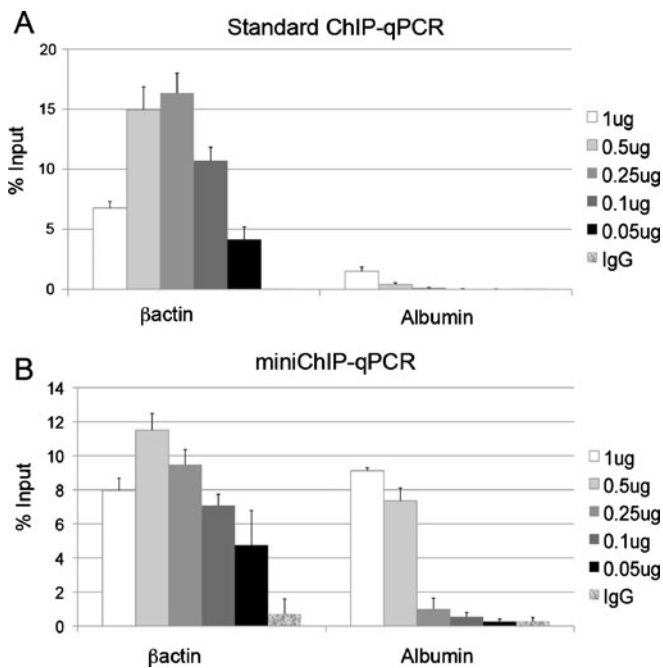 A
Standard ChIP-qPCR
% Input
20
15
10
5
0
βactin
Albumin
1ug
0.5ug
0.25ug
0.1ug
0.05ug
IgG
B
miniChIP-qPCR
% Input
14
12
10
8
6
4
2
0
βactin
Albumin
1ug
0.5ug
0.25ug
0.1ug
0.05ug
IgG